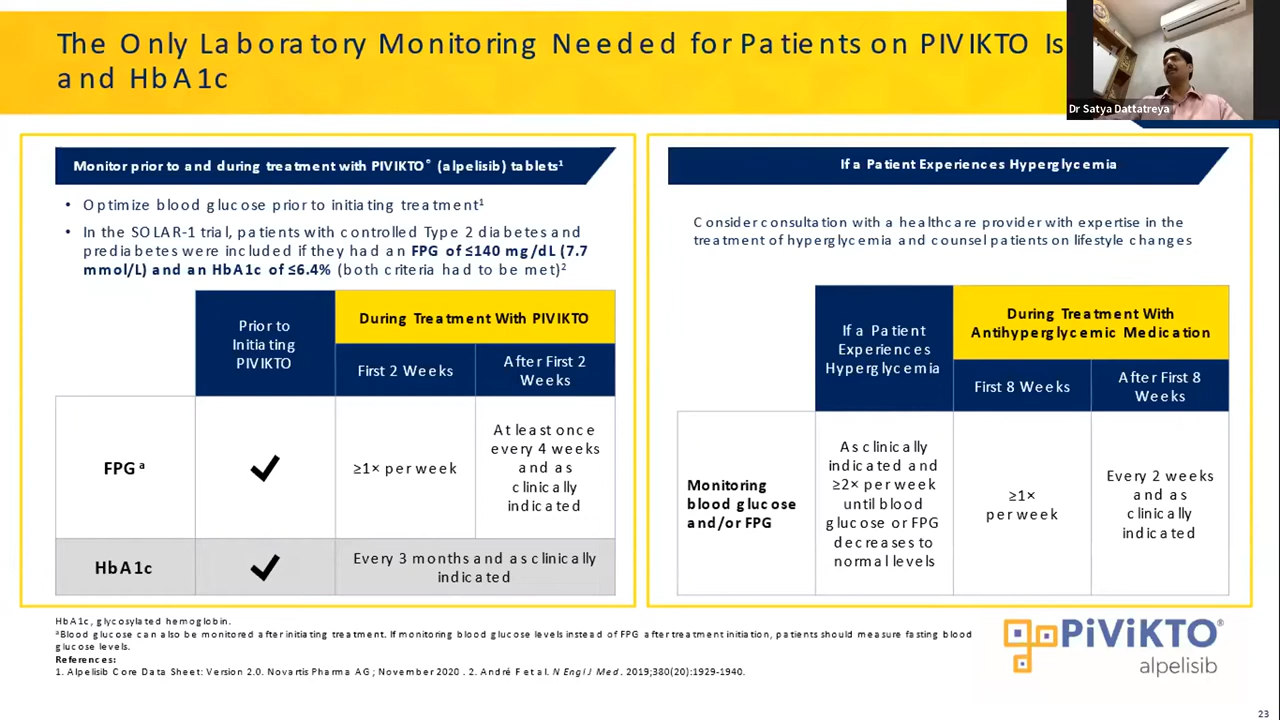 The Only Laboratory Monitoring Needed for Patients on PIVIKTO Is
and HbA1c
Dr Satya Dattatreya
Monitor prior to and during treatment with PIVIKTO® (alpelisib) tablets¹
• Optimize blood glucose prior to initiating treatment¹
• In the SOLAR-1 trial, patients with controlled Type 2 diabetes and
prediabetes were included if they had an FPG of ≤140 mg/dL (7.7
mmol/L) and an HbA1c of ≤6.4% (both criteria had to be met)²
Prior to
Initiating
PIVIKTO
During Treatment With PIVIKTO
First 2 Weeks
After First 2
Weeks
FPG ᵃ
≥1× per week
At least once
every 4 weeks
and as
clinically
indicated
HbA1c
Every 3 months and as clinically
indicated
If a Patient Experiences Hyperglycemia
Consider consultation with a healthcare provider with expertise in the
treatment of hyperglycemia and counsel patients on lifestyle changes
If a Patient
Experiences
Hyperglycemia
During Treatment With
Antihyperglycemic Medication
First 8 Weeks
After First 8
Weeks
Monitoring
blood glucose
and/or FPG
As clinically
indicated and
≥2× per week
until blood
glucose or FPG
decreases to
normal levels
≥1×
per week
Every 2 weeks
and as
clinically
indicated
HbA1c, glycosylated hemoglobin.
ᵃBlood glucose can also be monitored after initiating treatment. If monitoring blood glucose levels instead of FPG after treatment initiation, patients should measure fasting blood
glucose levels.
References:
1. Alpelisib Core Data Sheet: Version 2.0. Novartis Pharma AG; November 2020. 2. André F et al. N Engl J Med. 2019;380(20):1929-1940.
PiViKTO®
alpelisib
23